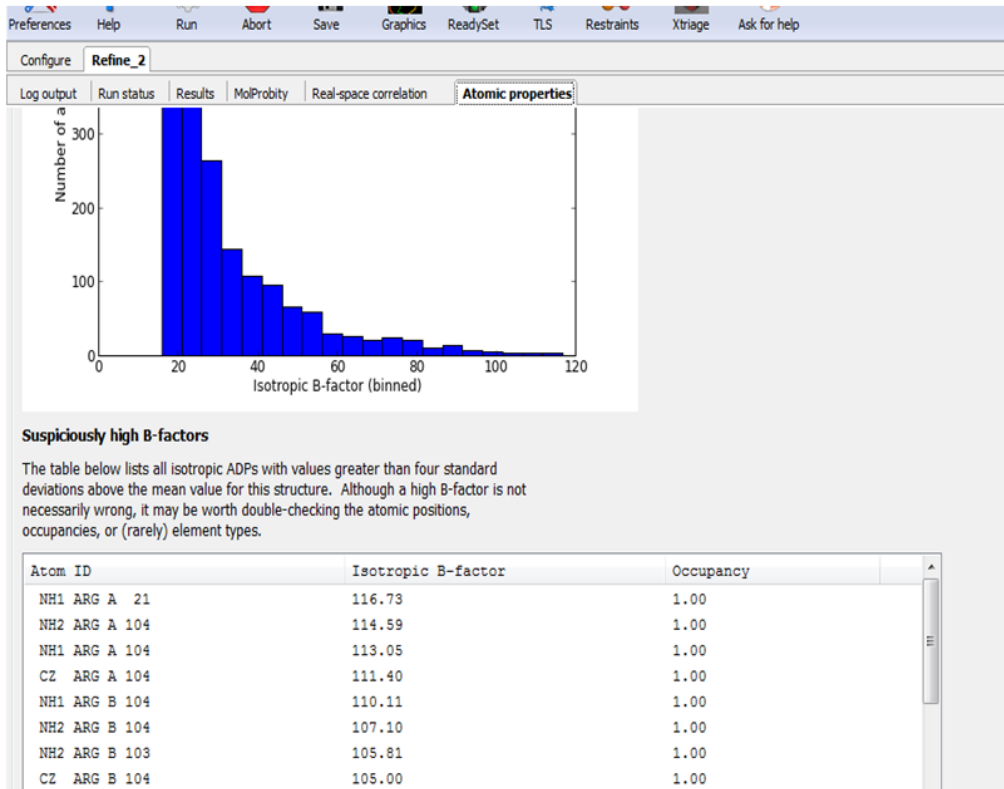 Preferences Help Run Abort Save Graphics ReadySet TLS Restraints Xtriage Ask for help
Configure Refine_2
Log output Run status Results MolProbity Real-space correlation Atomic properties
Number of a
300
200
100
0
0 20 40 60 80 100 120
Isotropic B-factor (binned)
Suspiciously high B-factors
The table below lists all isotropic ADPs with values greater than four standard
deviations above the mean value for this structure. Although a high B-factor is not
necessarily wrong, it may be worth double-checking the atomic positions,
occupancies, or (rarely) element types.
Atom ID Isotropic B-factor Occupancy
NH1 ARG A 21 116.73 1.00
NH2 ARG A 104 114.59 1.00
NH1 ARG A 104 113.05 1.00
CZ ARG A 104 111.40 1.00
NH1 ARG B 104 110.11 1.00
NH2 ARG B 104 107.10 1.00
NH2 ARG B 103 105.81 1.00
CZ ARG B 104 105.00 1.00